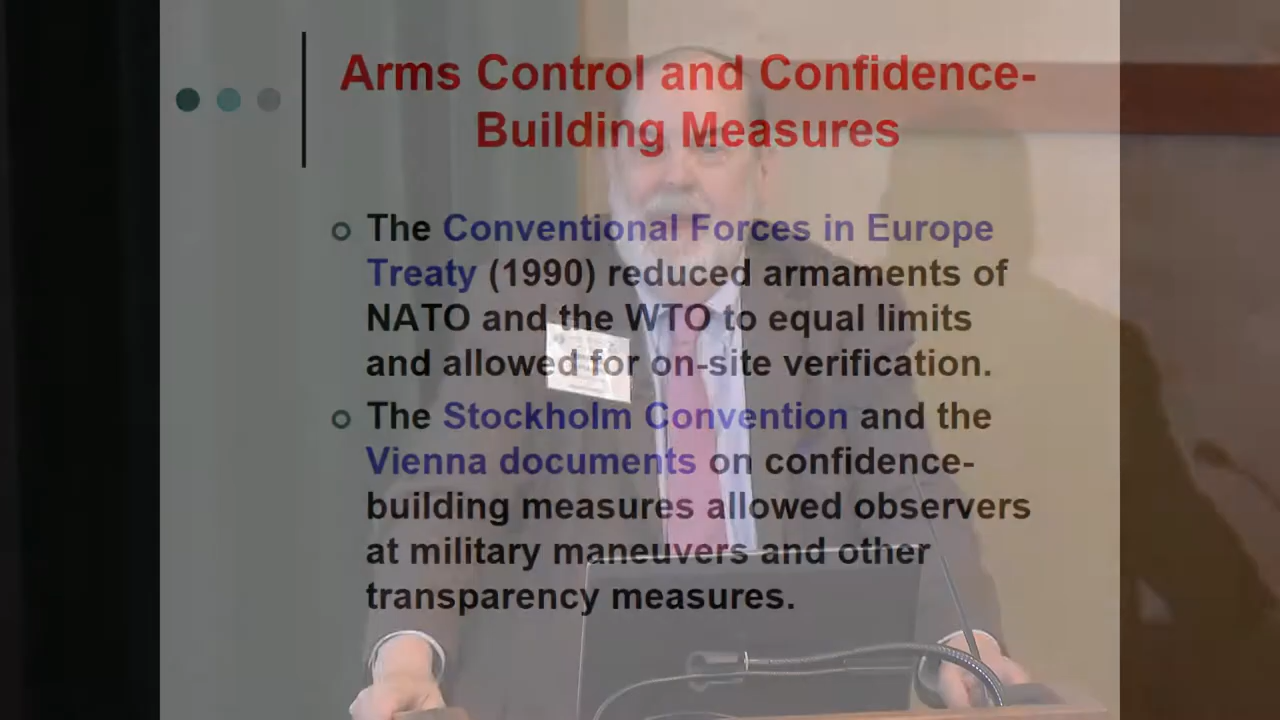 Arms Control and Confidence-
Building Measures
The Conventional Forces in Europe
Treaty (1990) reduced armaments of
NATO and the WTO to equal limits
and allowed for on-site verification.
The Stockholm Convention and the
Vienna documents on confidence-
building measures allowed observers
at military maneuvers and other
transparency measures.